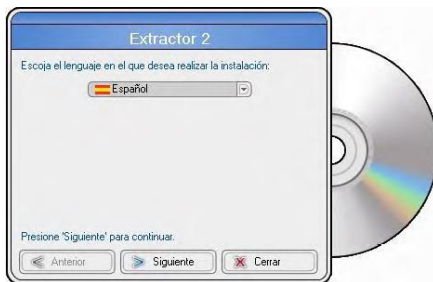 Extractor 2
Escoja el lenguaje en el que desea realizar la instalación:
Español
Presione 'Siguiente' para continuar.
Anterior
Siguiente
Cerrar